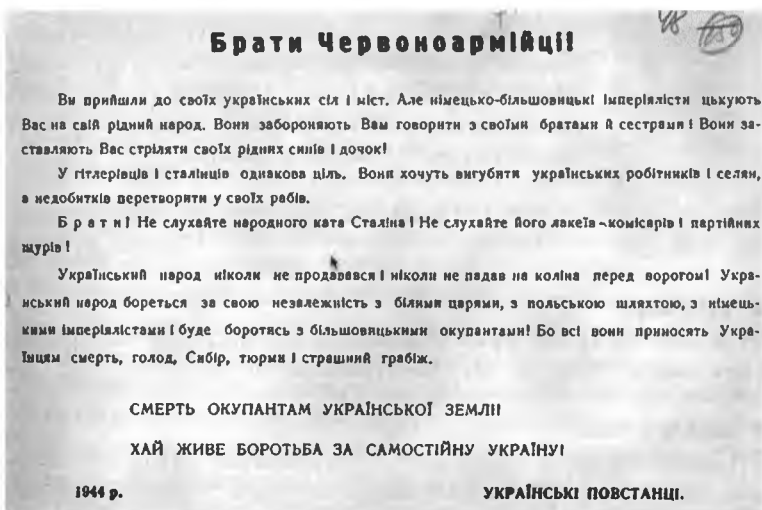 48 150
Брати Червоноармійці!
Ви прийшли до своїх українських сіл і міст. Але німецько-більшовицькі імперіялісти цькують
Вас на свій рідний народ. Вони забороняють Вам говорити з своїми братами й сестрами! Вони за-
ставляють Вас стріляти своїх рідних синів і дочок!
У гітлерівців і сталінців однакова ціль. Вони хочуть вигубити українських робітників і селян,
а недобитків перетворити у своїх рабів.
Брати! Не слухайте народного ката Сталіна! Не слухайте його лакеїв-комісарів і партійних
щурів!
Український народ ніколи не продавався і ніколи не падав на коліна перед ворогом! Укра-
їнський народ бореться за свою незалежність з білими царями, з польською шляхтою, з німець-
кими імперіялістами і буде боротись з більшовицькими окупантами! Бо всі вони приносять Укра-
їнцям смерть, голод, Сибір, тюрми і страшний грабіж.
СМЕРТЬ ОКУПАНТАМ УКРАЇНСЬКОЇ ЗЕМЛІ!
ХАЙ ЖИВЕ БОРОТЬБА ЗА САМОСТІЙНУ УКРАЇНУ!
1944 р. УКРАЇНСЬКІ ПОВСТАНЦІ.